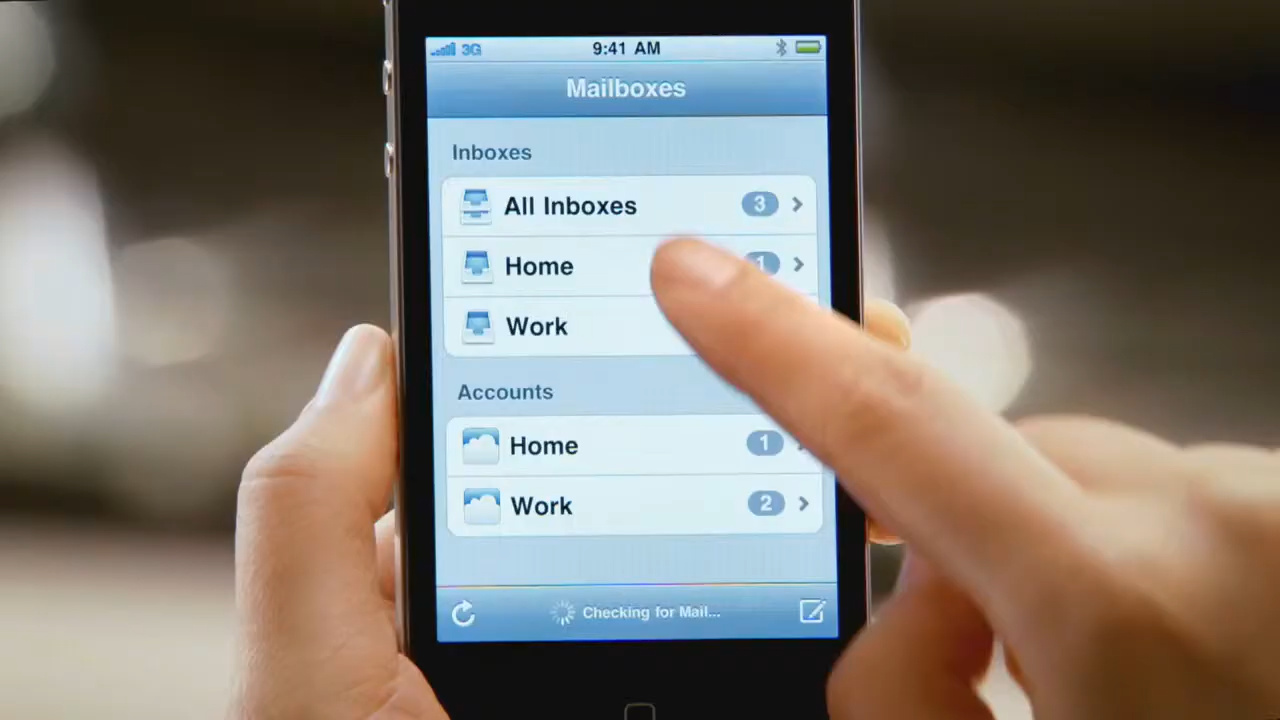 3G 9:41 AM
Mailboxes
Inboxes
All Inboxes 3
Home 1
Work
Accounts
Home 1
Work 2
Checking for Mail...